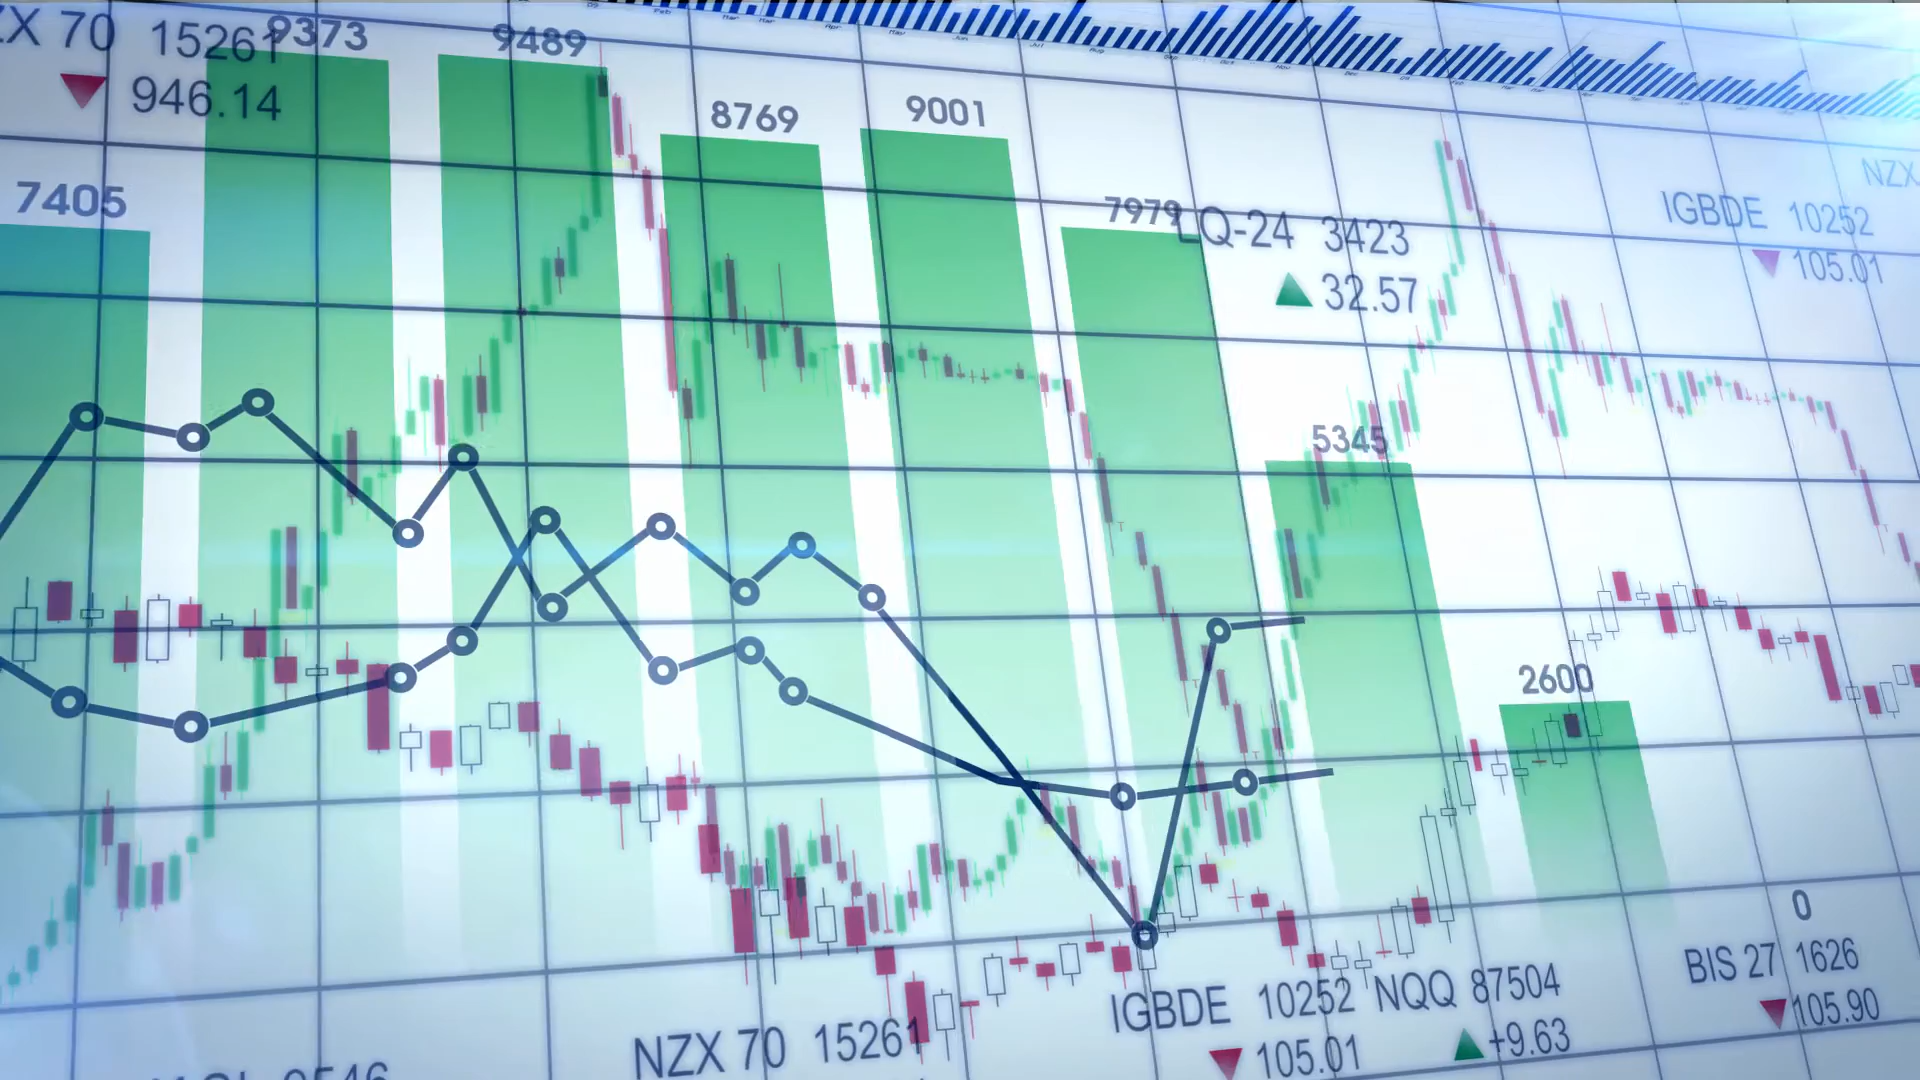 ZX 70 15261
946.14
9373
9489
8769
9001
7405
7979
LQ-24 3423
32.57
NZX
IGBDE 10252
105.01
5345
2600
0
BIS 27 1626
105.90
IGBDE 10252
105.01
NQQ 87504
+9.63
NZX 70 15261